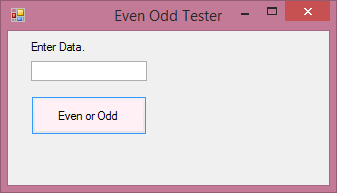 Even Odd Tester
Enter Data.
Even or Odd